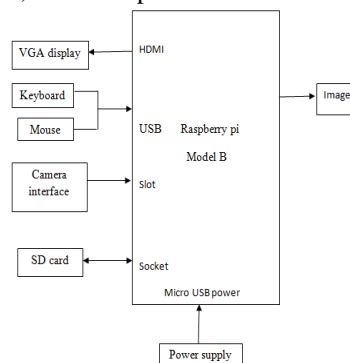 HDMI
VGA display
Keyboard
Image
Mouse
USB Raspberry pi
Model B
Camera
interface
Slot
SD card
Socket
Micro USB power
Power supply